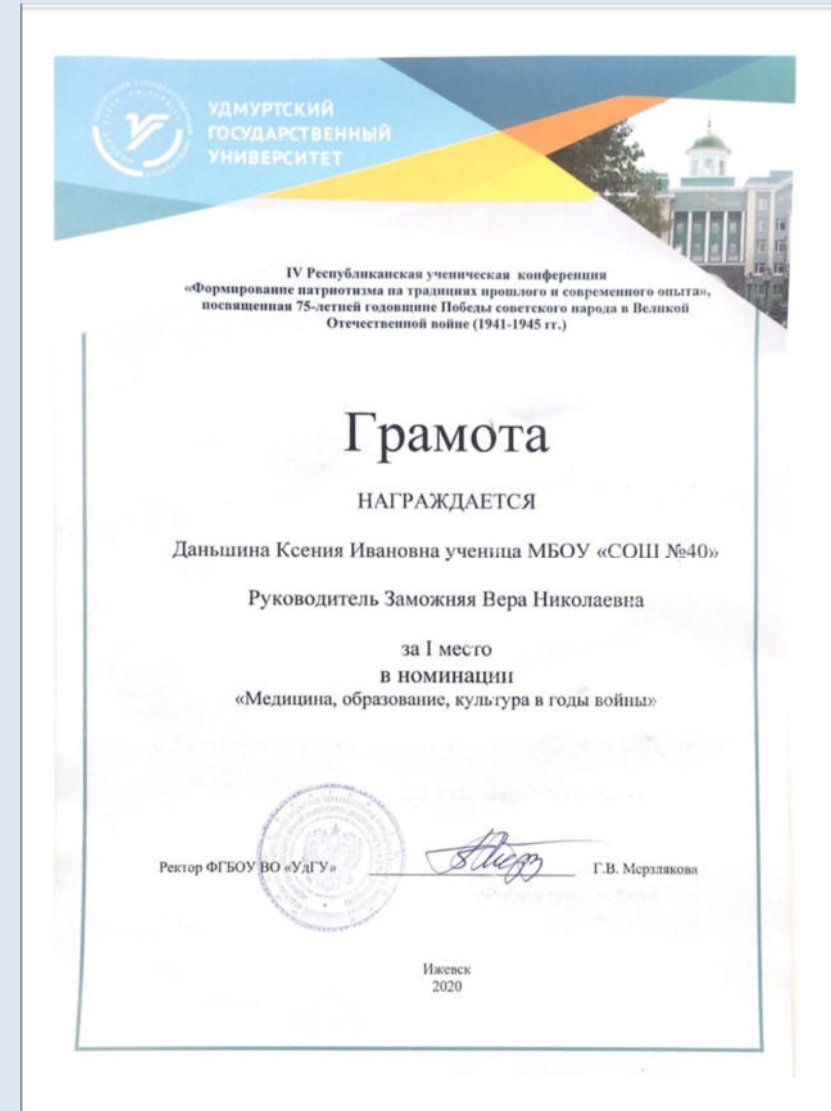 УДМУРТСКИЙ
ГОСУДАРСТВЕННЫЙ
УНИВЕРСИТЕТ
IV Республиканская ученическая конференция
«Формирование патриотизма на традициях прошлого и современного опыта»,
посвященная 75-летней годовщине Победы советского народа в Великой
Отечественной войне (1941-1945 гг.)
Грамота
НАГРАЖДАЕТСЯ
Даньшина Ксения Ивановна ученица МБОУ «СОШ №40»
Руководитель Заможняя Вера Николаевна
за I место
в номинации
«Медицина, образование, культура в годы войны»
Ректор ФГБОУ ВО «УдГУ» Г.В. Мерзлякова
Ижевск
2020